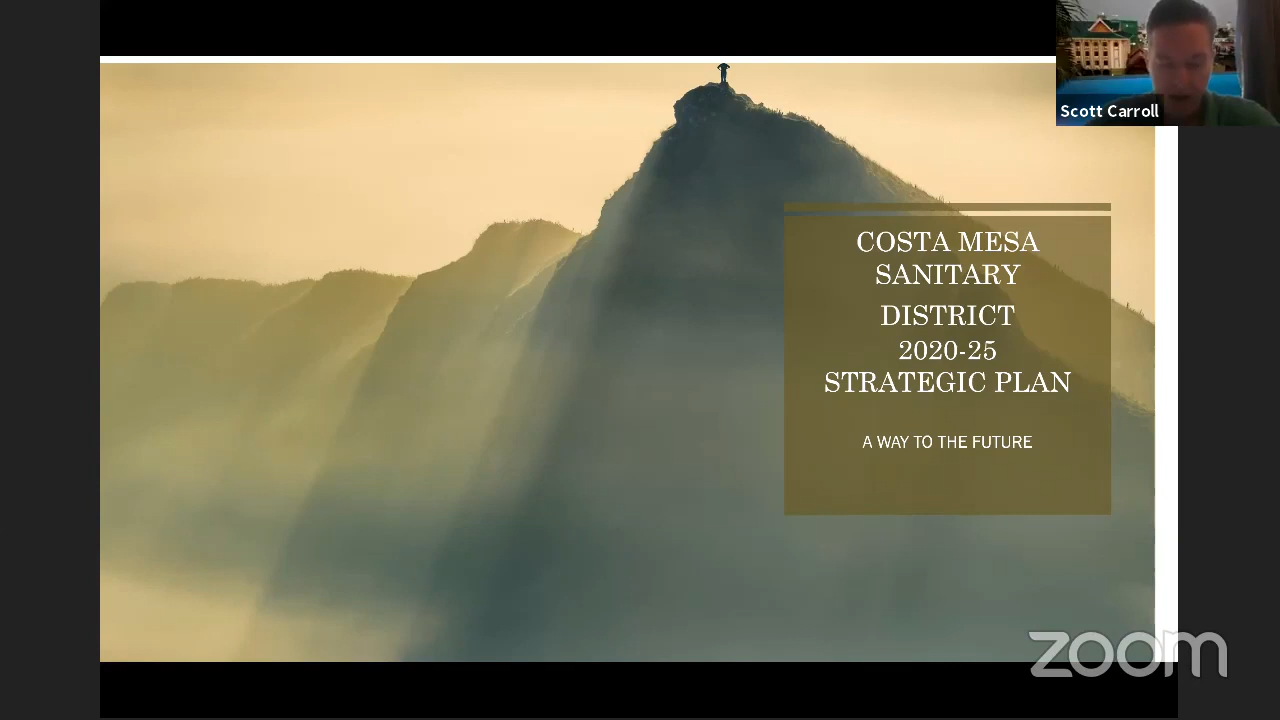 Scott Carroll
COSTA MESA
SANITARY
DISTRICT
2020-25
STRATEGIC PLAN
A WAY TO THE FUTURE
zoom